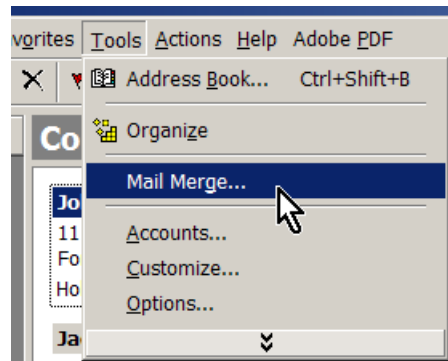 vorites Tools Actions Help Adobe PDF
Address Book... Ctrl+Shift+B
Co
Organize
Mail Merge...
Jo
11
Accounts...
Fo
Customize...
Ho
Options...
Ja